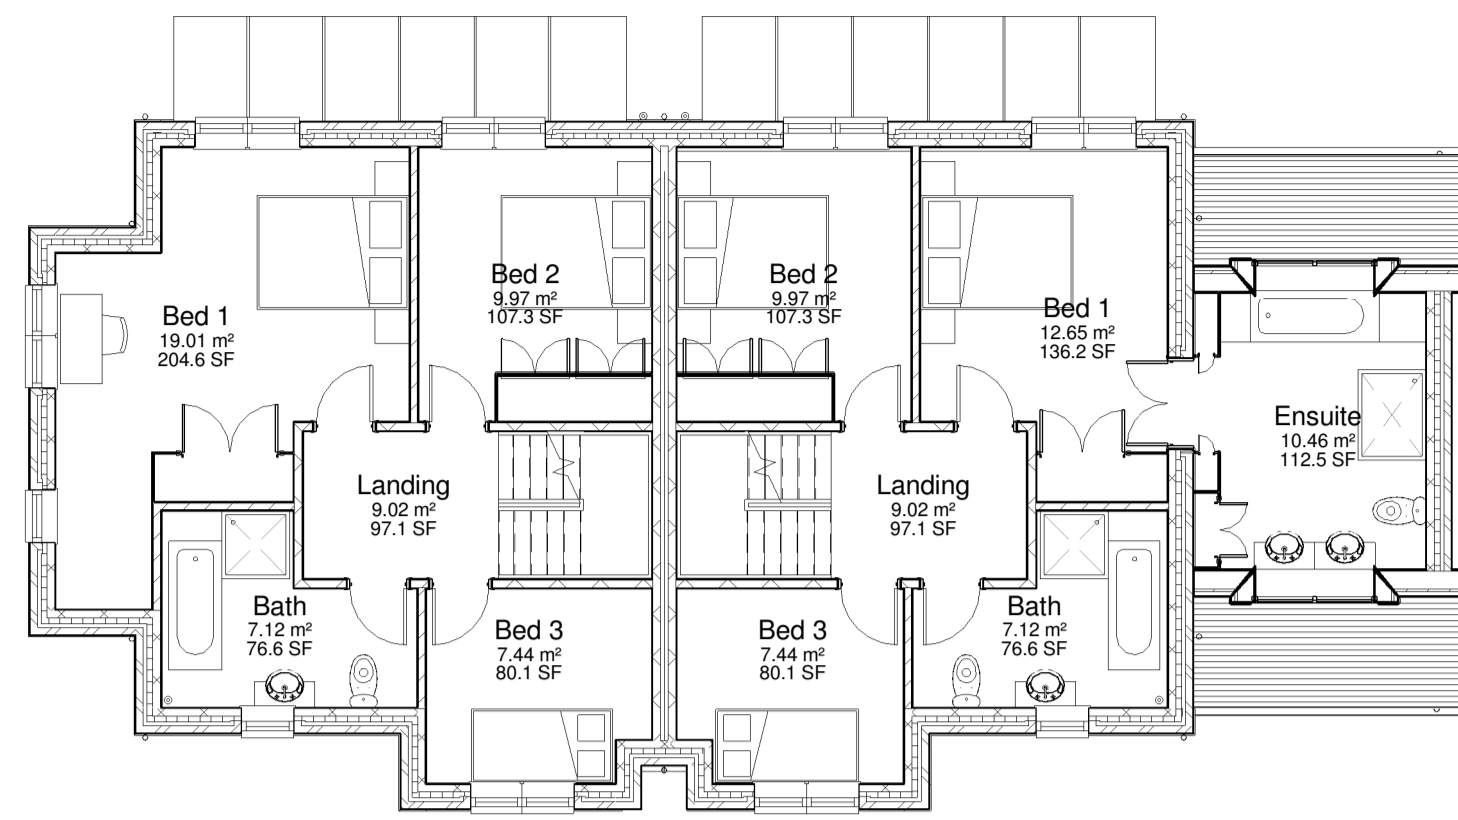 Bed 1
19.01 m²
204.6 SF
Bed 2
9.97 m²
107.3 SF
Bed 2
9.97 m²
107.3 SF
Bed 1
12.65 m²
136.2 SF
Ensuite
10.46 m²
112.5 SF
Landing
9.02 m²
97.1 SF
Landing
9.02 m²
97.1 SF
Bath
7.12 m²
76.6 SF
Bed 3
7.44 m²
80.1 SF
Bed 3
7.44 m²
80.1 SF
Bath
7.12 m²
76.6 SF